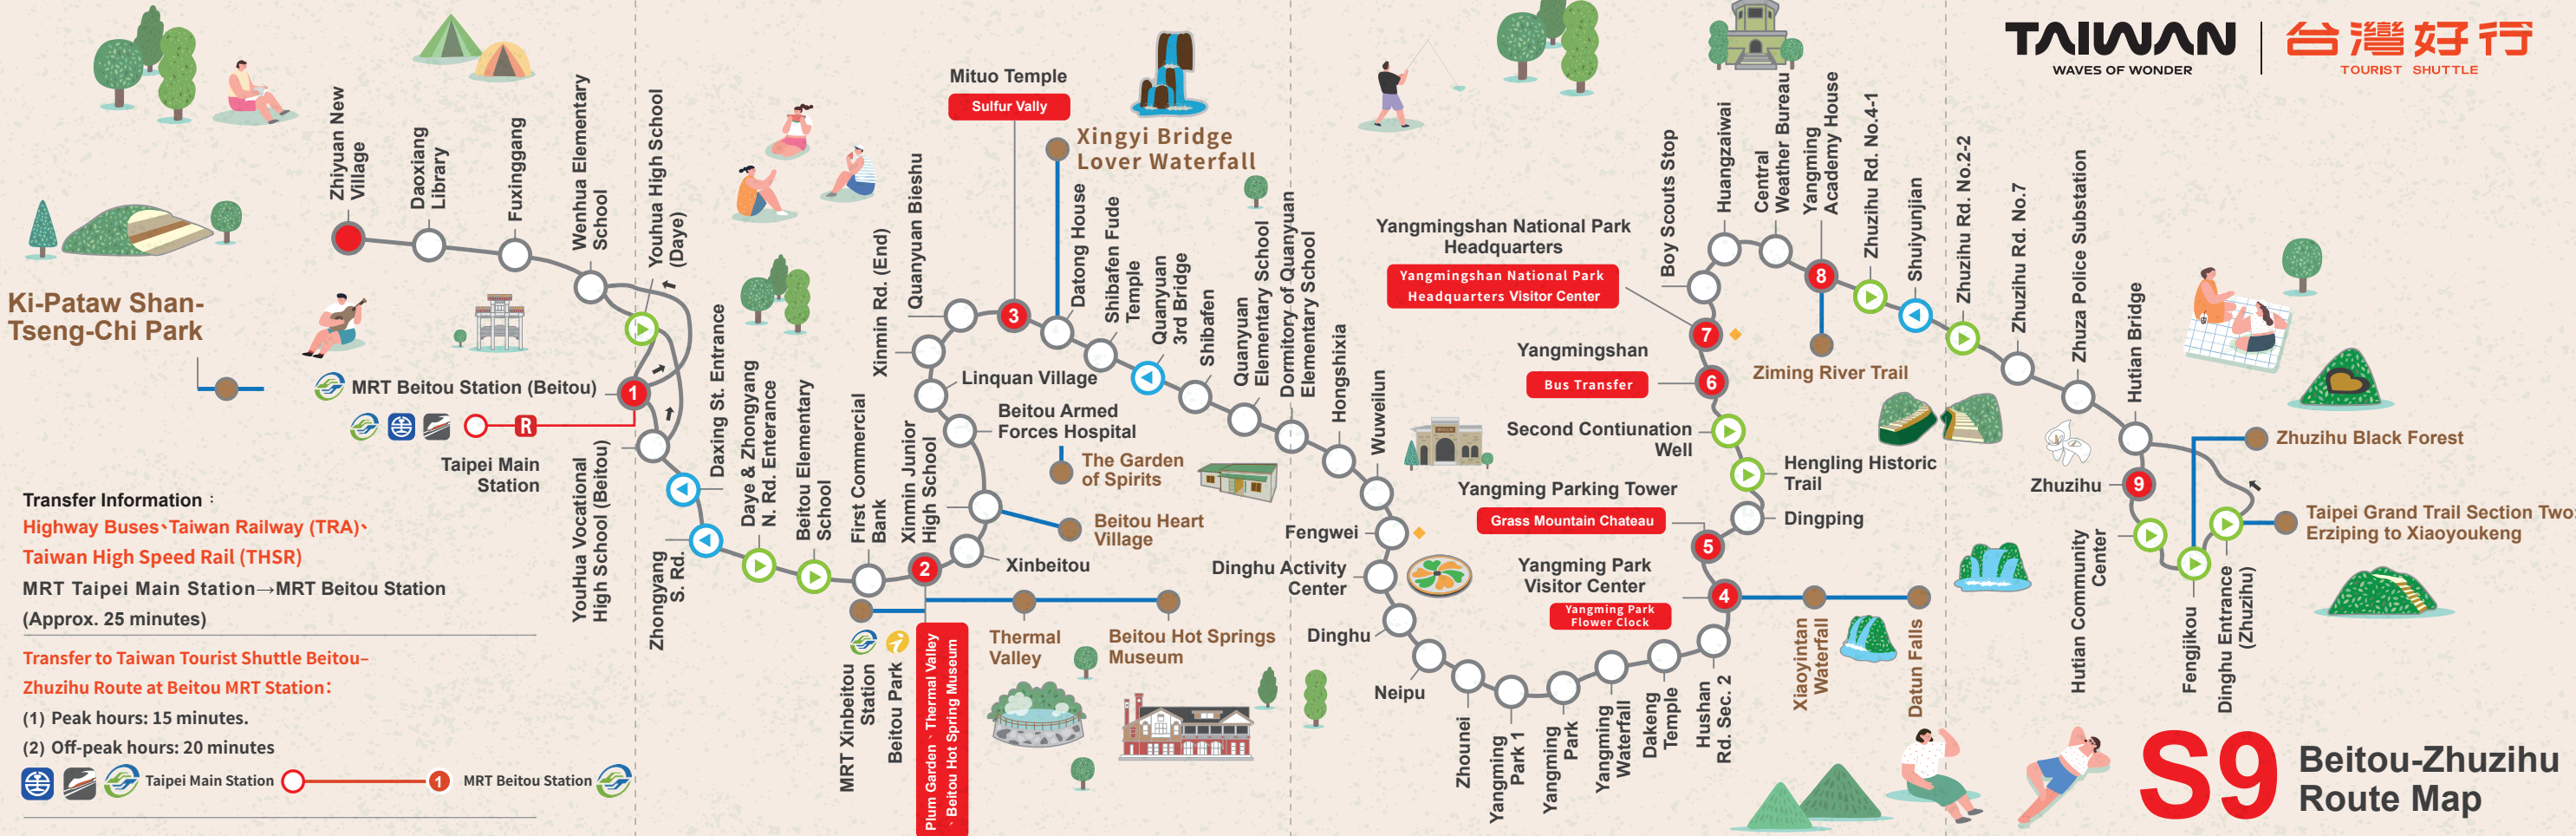 TAIWAN
WAVES OF WONDER
台灣好行
TOURIST SHUTTLE
Zhiyuan New
Village
Daoxiang
Library
Fuxinggang
Wenhua Elementary
School
Youhua High School
(Daye)
Ki-Pataw Shan-
Tseng-Chi Park
MRT Beitou Station (Beitou)
1
R
Taipei Main
Station
YouHua Vocational
High School (Beitou)
Daxing St. Entrance
Zhongyang
S. Rd.
Daye & Zhongyang
N. Rd. Enterance
Beitou Elementary
School
First Commercial
Bank
Xinmin Junior
High School
2
MRT Xinbeitou
Station
Beitou Park
Plum Garden、Thermal Valley
、Beitou Hot Spring Museum
Thermal
Valley
Beitou Hot Springs
Museum
Xinbeitou
Beitou Heart
Village
The Garden
of Spirits
Beitou Armed
Forces Hospital
Linquan Village
Xinmin Rd. (End)
Quanyuan Bieshu
Mituo Temple
Sulfur Vally
3
Xingyi Bridge
Lover Waterfall
Datong House
Shibafen Fude
Temple
Quanyuan
3rd Bridge
Shibafen
Quanyuan
Elementary School
Dormitory of Quanyuan
Elementary School
Hongshixia
Wuweilun
Fengwei
Dinghu Activity
Center
Dinghu
Neipu
Zhounei
Yangming
Park 1
Yangming
Park
Yangming
Waterfall
Dakeng
Temple
Hushan
Rd. Sec. 2
Yangming Park
Visitor Center
Yangming Park
Flower Clock
4
Xiaoyintan
Waterfall
Datun Falls
Yangming Parking Tower
Grass Mountain Chateau
5
Dingping
Hengling Historic
Trail
Second Contiunation
Well
Yangmingshan
Bus Transfer
6
Yangmingshan National Park
Headquarters
Yangmingshan National Park
Headquarters Visitor Center
7
Boy Scouts Stop
Huangzaiwai
Central
Weather Bureau
Yangming
Academy House
8
Ziming River Trail
Zhuzihu Rd. No.4-1
Shuiyunjian
Zhuzihu Rd. No.2-2
Zhuzihu Rd. No.7
Zhuza Police Substation
Hutian Bridge
Zhuzihu
9
Hutian Community
Center
Fengjikou
Dinghu Entrance
(Zhuzihu)
Zhuzihu Black Forest
Taipei Grand Trail Section Two:
Erziping to Xiaoyoukeng
Transfer Information：
Highway Buses、Taiwan Railway (TRA)、
Taiwan High Speed Rail (THSR)
MRT Taipei Main Station→MRT Beitou Station
(Approx. 25 minutes)
Transfer to Taiwan Tourist Shuttle Beitou–
Zhuzihu Route at Beitou MRT Station：
(1) Peak hours: 15 minutes.
(2) Off-peak hours: 20 minutes
Taipei Main Station
1
MRT Beitou Station
S9
Beitou-Zhuzihu
Route Map